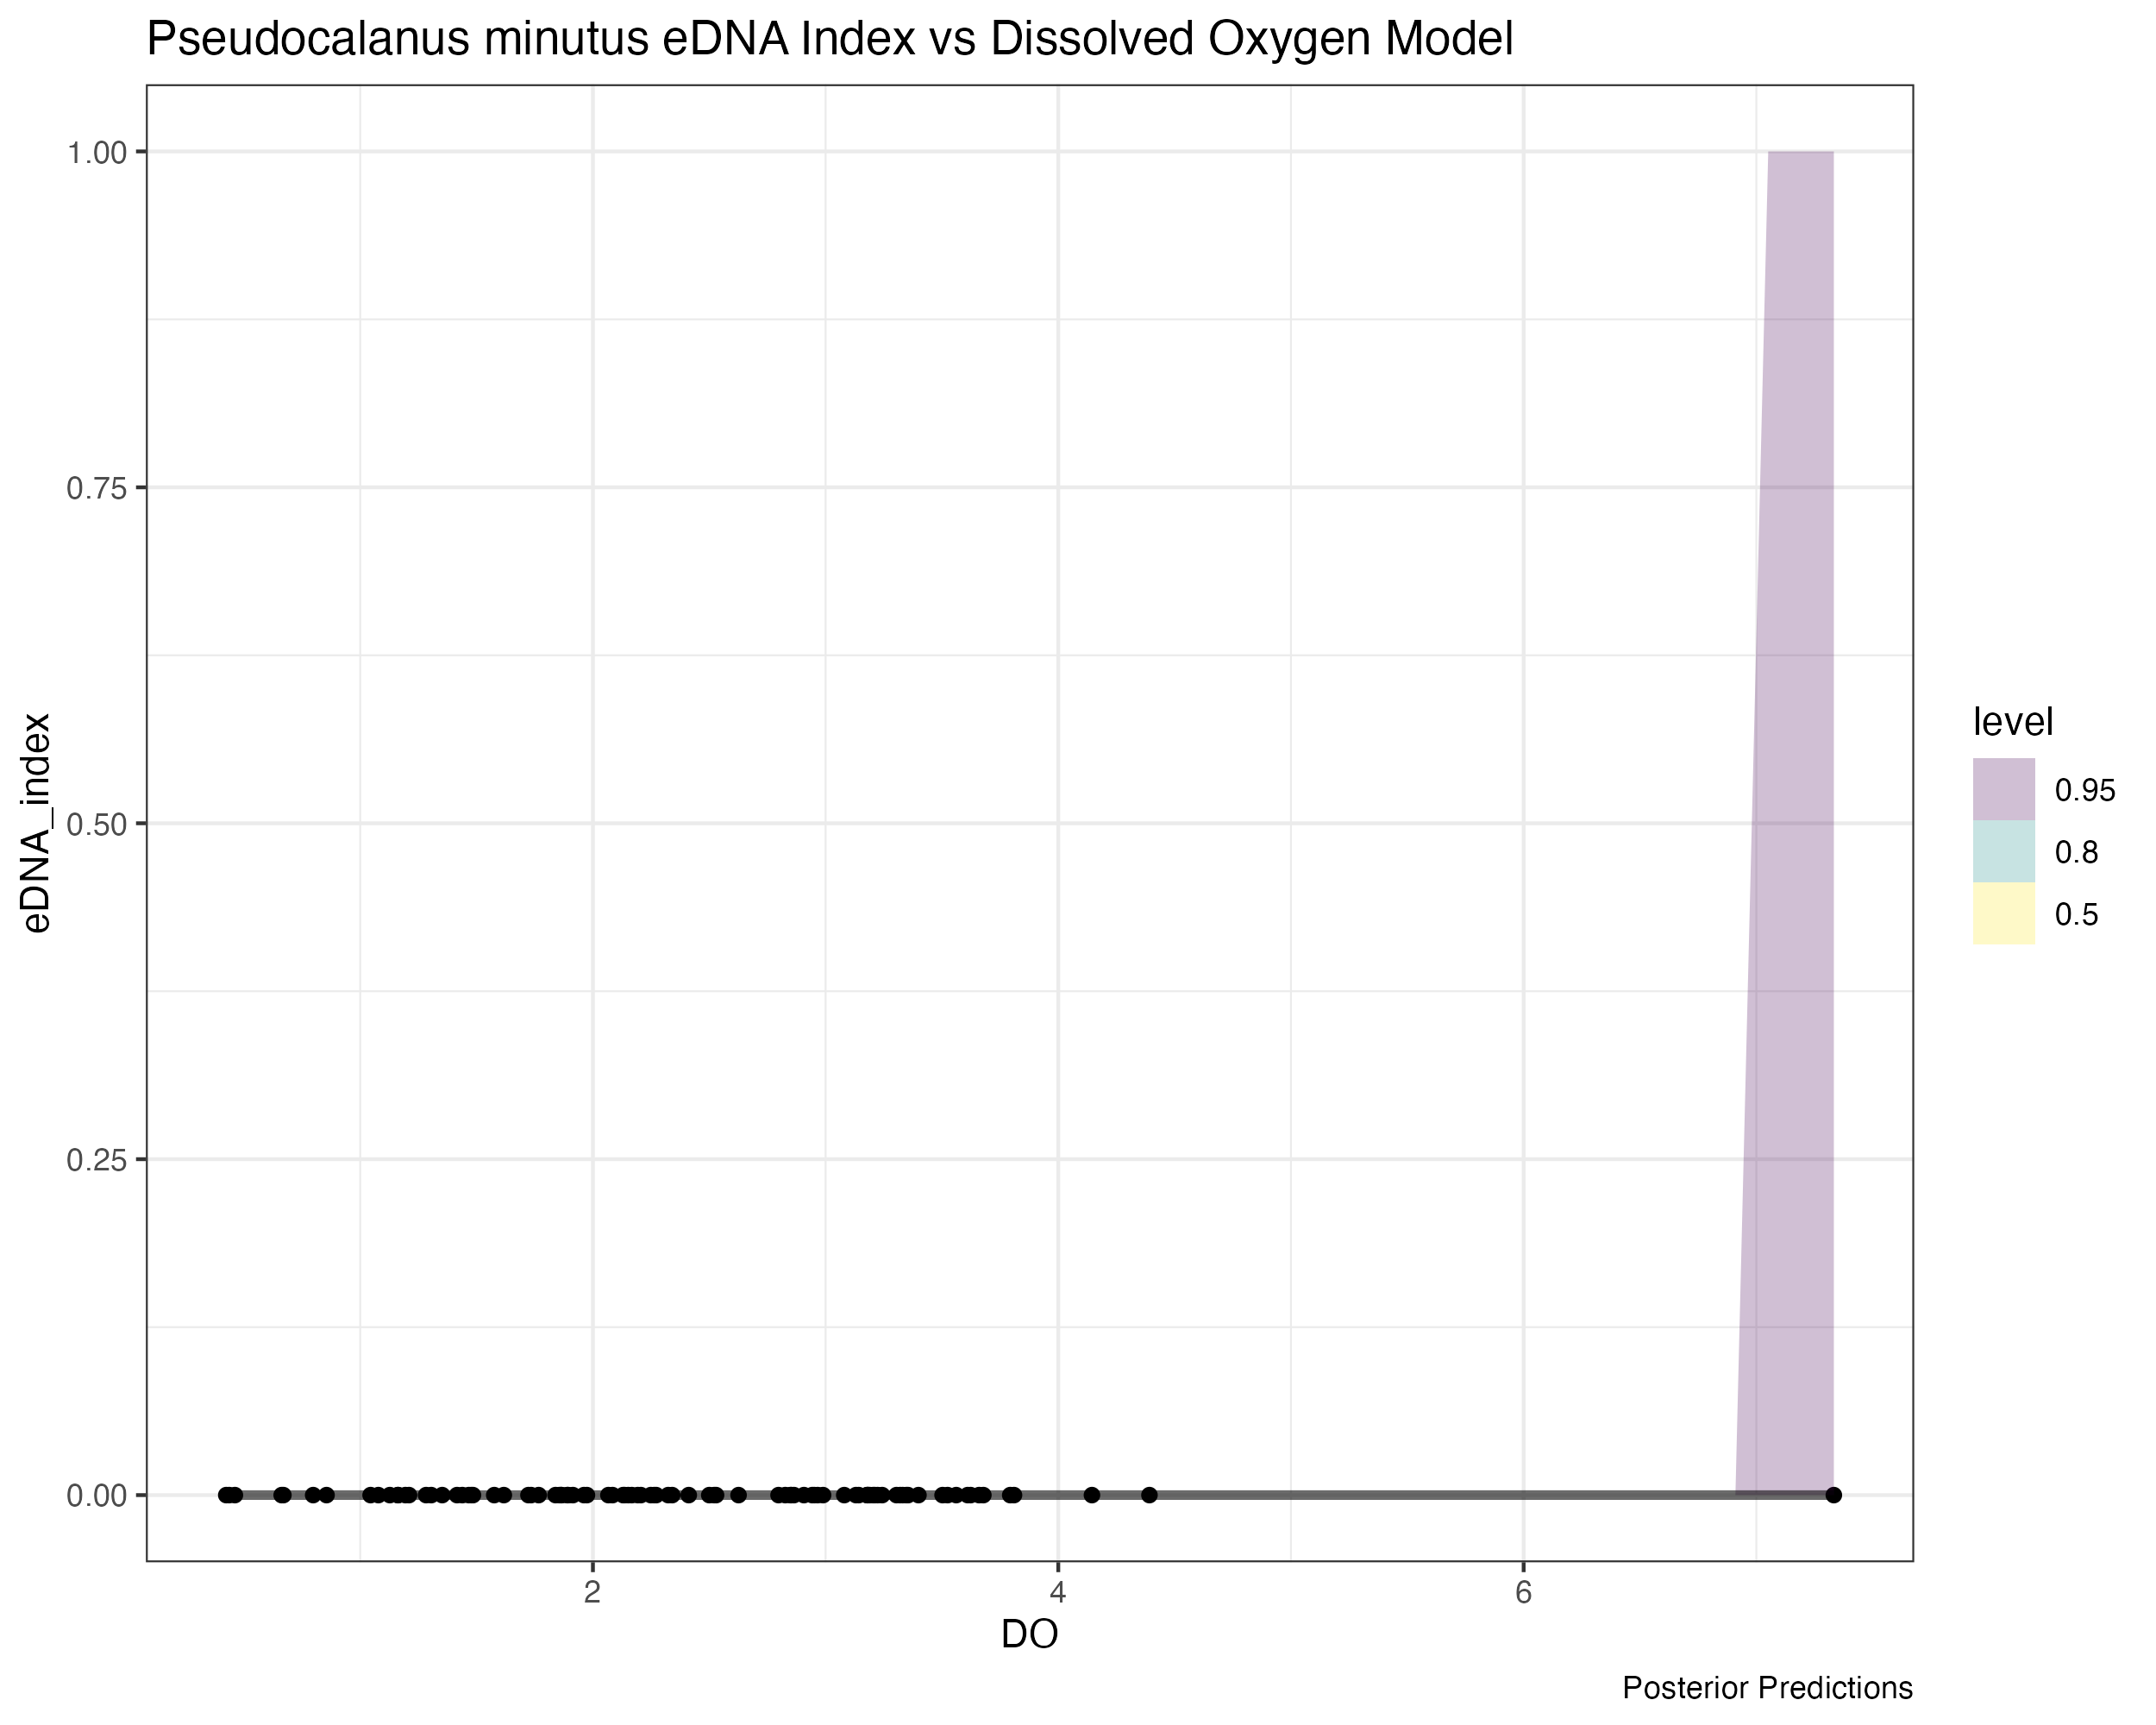 Pseudocalanus minutus eDNA Index vs Dissolved Oxygen Model
1.00
0.75
0.50
0.25
0.00
eDNA_index
2
4
6
DO
level
0.95
0.8
0.5
Posterior Predictions